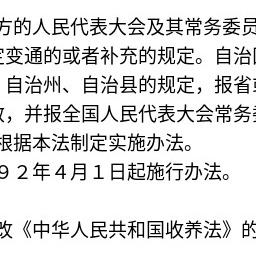 方的人民代表大会及其常务委员
定变通的或者补充的规定。自治区
自治州、自治县的规定，报省或
效，并报全国人民代表大会常务委
根据本法制定实施办法。
９２年４月１日起施行办法。
改《中华人民共和国收养法》的